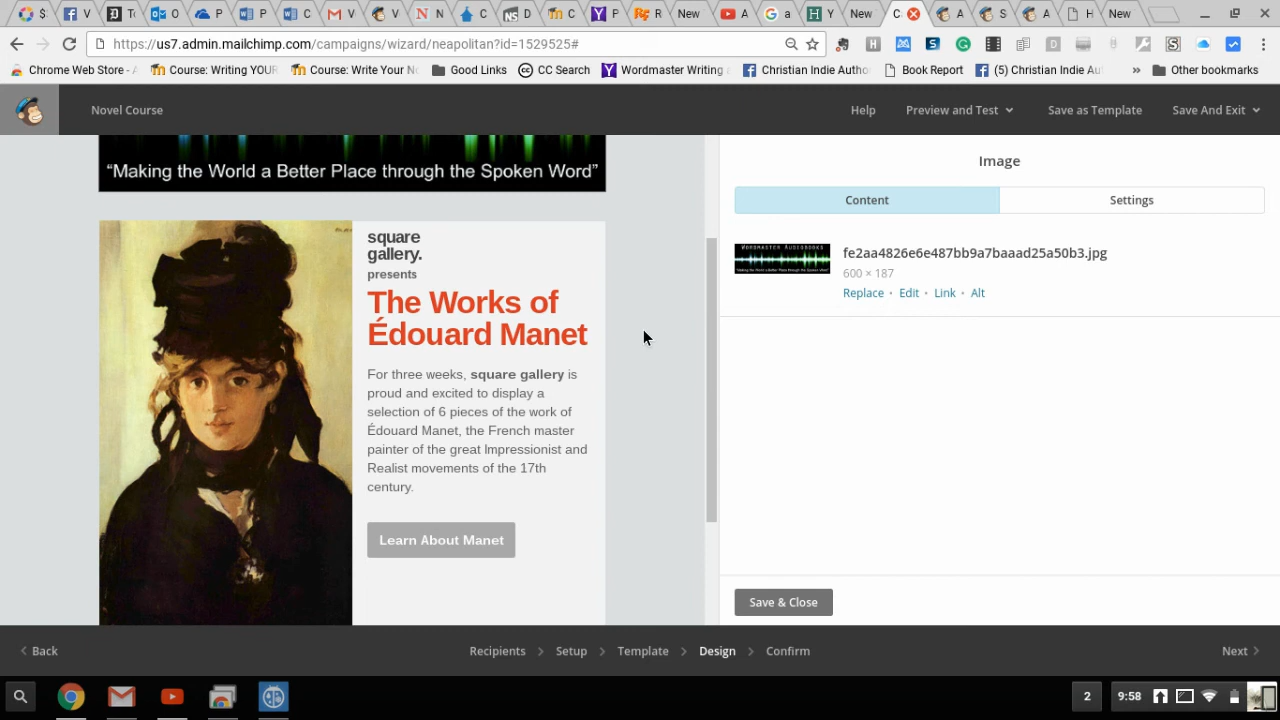 $
V
T
O
P
P
C
V
V
N
C
D
C
P
R
New
A
a
Y
New
C
A
S
A
H
New
https://us7.admin.mailchimp.com/campaigns/wizard/neapolitan?id=1529525#
Chrome Web Store -
Course: Writing YOUR
Course: Write Your N
Good Links
CC Search
Wordmaster Writing
Christian Indie Autho
Book Report
(5) Christian Indie Au
»
Other bookmarks
Novel Course
Help
Preview and Test
Save as Template
Save And Exit
“Making the World a Better Place through the Spoken Word”
square
gallery.
presents
The Works of
Édouard Manet
For three weeks, square gallery is
proud and excited to display a
selection of 6 pieces of the work of
Édouard Manet, the French master
painter of the great Impressionist and
Realist movements of the 17th
century.
Learn About Manet
Image
Content
Settings
WORDMASTER AUDIOBOOKS
fe2aa4826e6e487bb9a7baaad25a50b3.jpg
600 × 187
Replace • Edit • Link • Alt
Save & Close
Back
Recipients
Setup
Template
Design
Confirm
Next
2
9:58